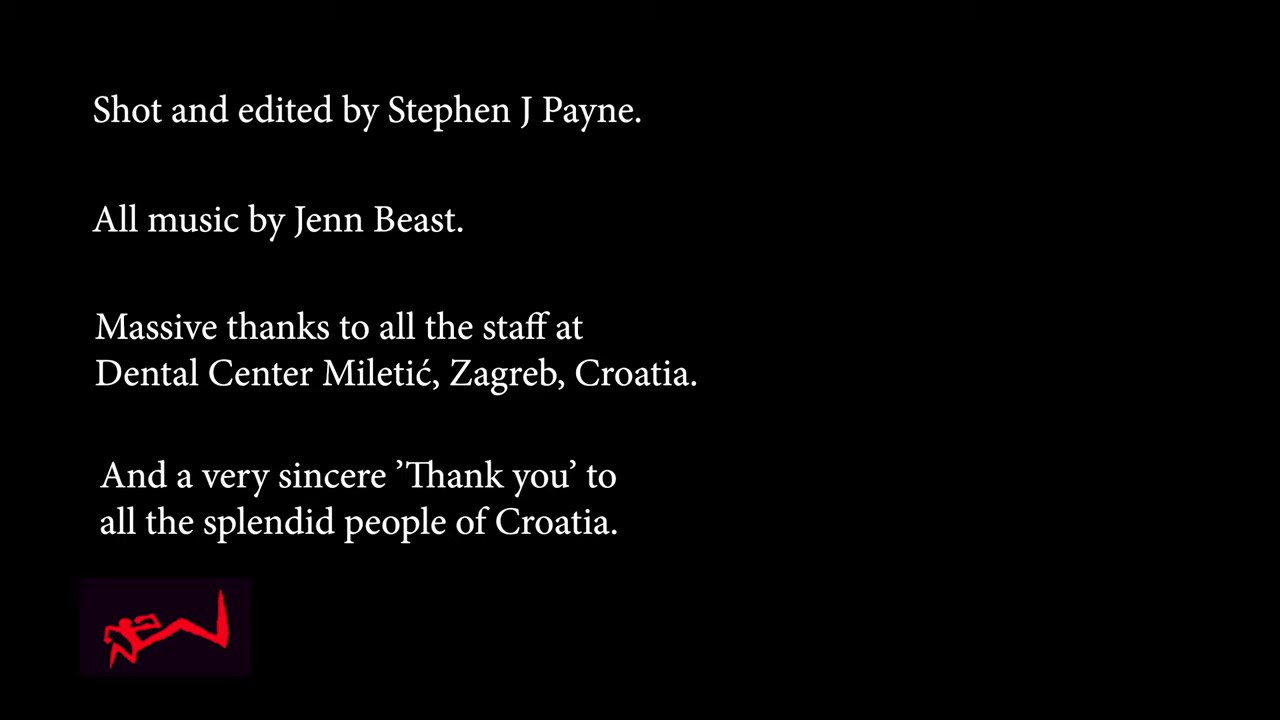 Shot and edited by Stephen J Payne.
All music by Jenn Beast.
Massive thanks to all the staff at
Dental Center Miletić, Zagreb, Croatia.
And a very sincere ’Thank you’ to
all the splendid people of Croatia.